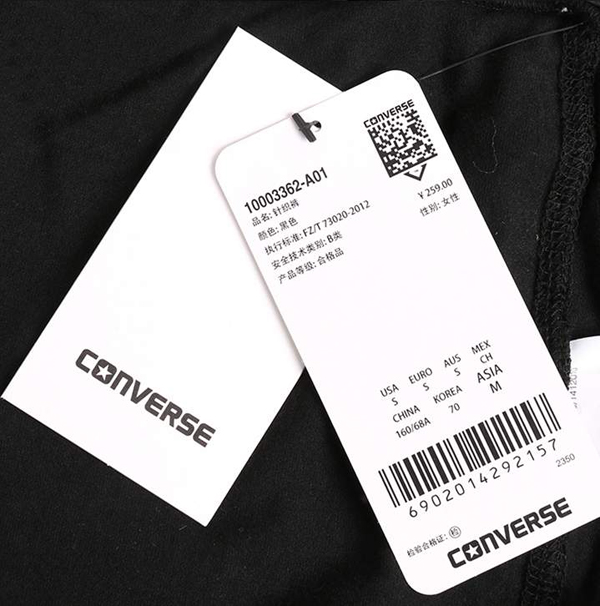 CONVERSE
CONVERSE
10003362-A01
品名: 针织裤
¥ 259.00
颜色: 黑色
性别: 女性
执行标准: FZ/T 73020-2012
安全技术类别: B类
产品等级: 合格品
USA EURO AUS MEX
S S S CH
CHINA KOREA ASIA
160/68A 70 M
6902014292157
2350
检验合格证: 检
CONVERSE